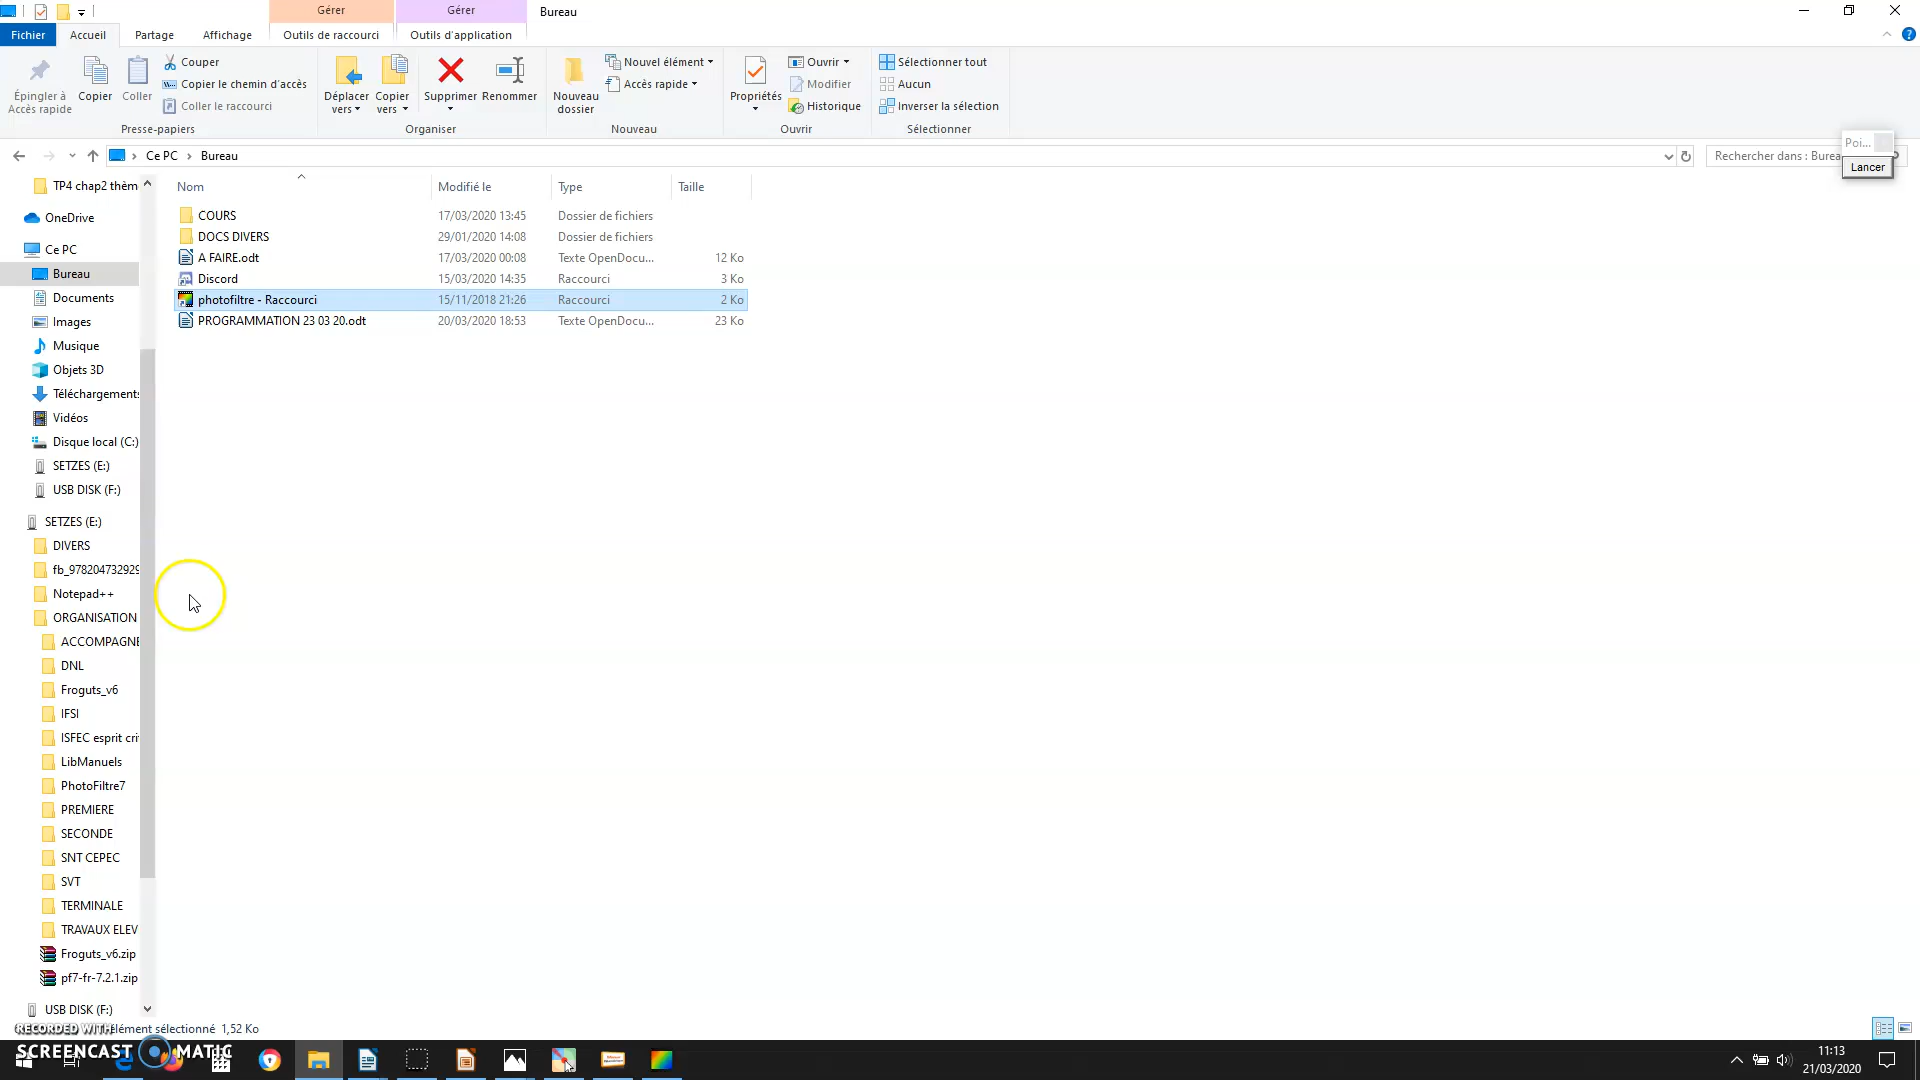 Gérer
Gérer
Bureau
Fichier
Accueil
Partage
Affichage
Outils de raccourci
Outils d'application
Épingler à
Accès rapide
Copier
Coller
Couper
Copier le chemin d'accès
Coller le raccourci
Presse-papiers
Déplacer
vers
Copier
vers
Supprimer
Renommer
Organiser
Nouveau
dossier
Nouvel élément
Accès rapide
Nouveau
Propriétés
Ouvrir
Modifier
Historique
Ouvrir
Sélectionner tout
Aucun
Inverser la sélection
Sélectionner
Poi...
Lancer
Ce PC > Bureau
Rechercher dans : Burea
Nom Modifié le Type Taille
COURS 17/03/2020 13:45 Dossier de fichiers
DOCS DIVERS 29/01/2020 14:08 Dossier de fichiers
A FAIRE.odt 17/03/2020 00:08 Texte OpenDocu... 12 Ko
Discord 15/03/2020 14:35 Raccourci 3 Ko
photofiltre - Raccourci 15/11/2018 21:26 Raccourci 2 Ko
PROGRAMMATION 23 03 20.odt 20/03/2020 18:53 Texte OpenDocu... 23 Ko
TP4 chap2 thèm
OneDrive
Ce PC
Bureau
Documents
Images
Musique
Objets 3D
Téléchargements
Vidéos
Disque local (C:)
SETZES (E:)
USB DISK (F:)
SETZES (E:)
DIVERS
fb_978204732929
Notepad++
ORGANISATION
ACCOMPAGNE
DNL
Froguts_v6
IFSI
ISFEC esprit cri
LibManuels
PhotoFiltre7
PREMIERE
SECONDE
SNT CEPEC
SVT
TERMINALE
TRAVAUX ELEV
Froguts_v6.zip
pf7-fr-7.2.1.zip
USB DISK (F:)
élément sélectionné 1,52 Ko
RECORDED WITH
SCREENCAST MATIC
11:13
21/03/2020